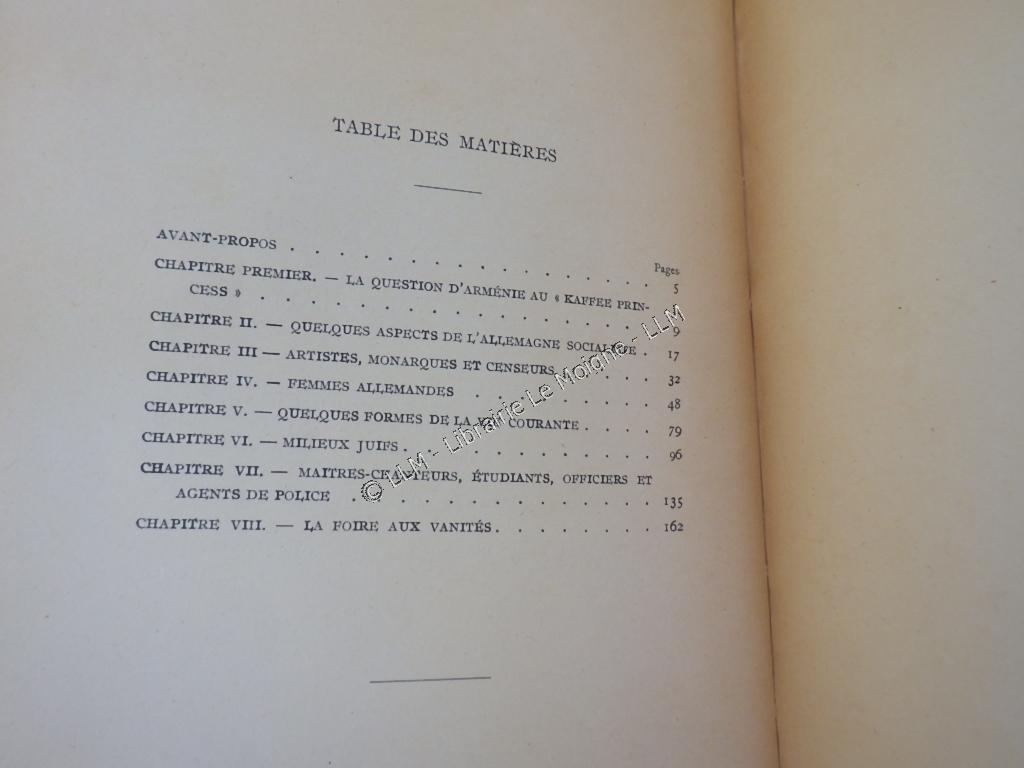 TABLE DES MATIÈRES
Pages
AVANT-PROPOS . . . . . . . . . . . . . . . . 5
CHAPITRE PREMIER. — LA QUESTION D'ARMÉNIE AU « KAFFEE PRIN-
CESS » . . . . . . . . . . . . . . . . . 9
CHAPITRE II. — QUELQUES ASPECTS DE L'ALLEMAGNE SOCIALISTE . 17
CHAPITRE III — ARTISTES, MONARQUES ET CENSEURS . . . . . 32
CHAPITRE IV. — FEMMES ALLEMANDES . . . . . . . . 48
CHAPITRE V. — QUELQUES FORMES DE LA VIE COURANTE . . . . 79
CHAPITRE VI. — MILIEUX JUIFS . . . . . . . . . . . 96
CHAPITRE VII. — MAITRES-CHANTEURS, ÉTUDIANTS, OFFICIERS ET
AGENTS DE POLICE . . . . . . . . . . . . . 135
CHAPITRE VIII. — LA FOIRE AUX VANITÉS . . . . . . . 162
© LLM - Librairie Le Moigne - LLM